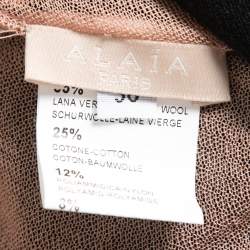 ALAÏA
PARIS
LANA VER WOOL
SCHURWOLLE-LAINE VIERGE
25%
COTONE-COTTON
COTON-BAUMWOLLE
12%